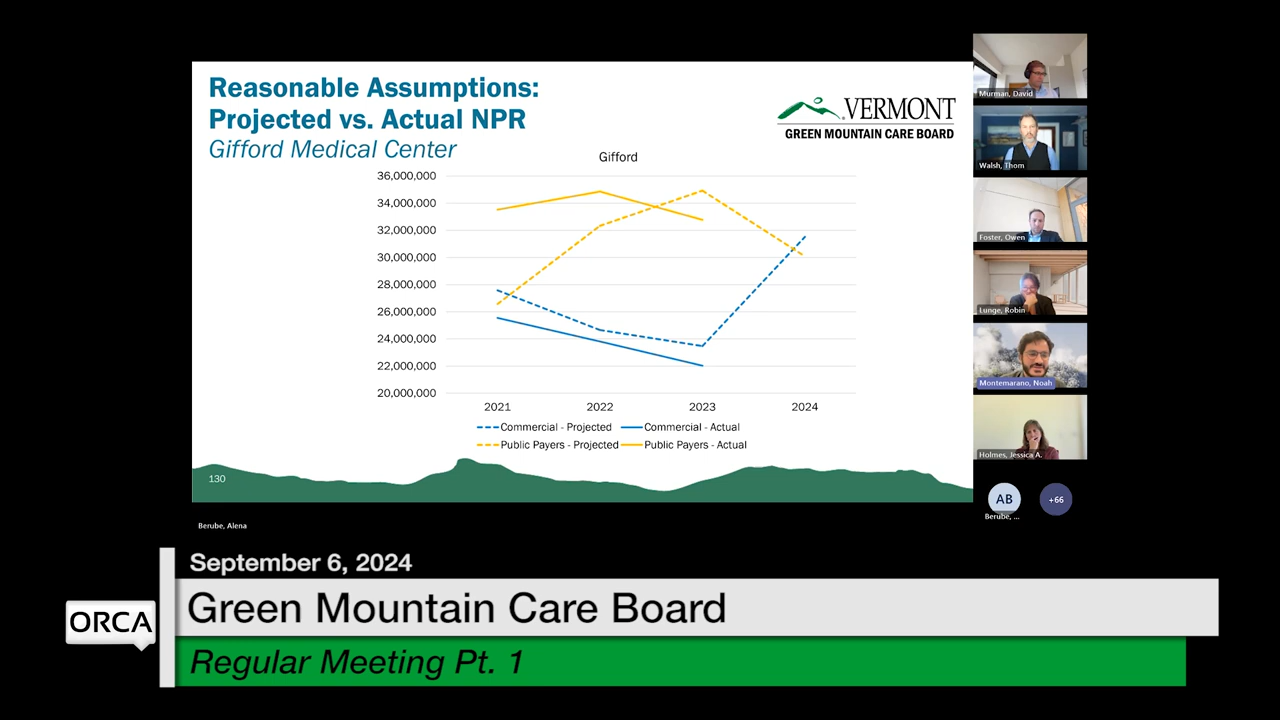 Reasonable Assumptions:
Projected vs. Actual NPR
Gifford Medical Center
VERMONT
GREEN MOUNTAIN CARE BOARD
Gifford
36,000,000
34,000,000
32,000,000
30,000,000
28,000,000
26,000,000
24,000,000
22,000,000
20,000,000
2021 2022 2023 2024
Commercial - Projected Commercial - Actual
Public Payers - Projected Public Payers - Actual
130
Murman, David
Walsh, Thom
Foster, Owen
Lunge, Robin
Montemarano, Noah
Holmes, Jessica A.
AB
+66
Berube, ...
Berube, Alena
September 6, 2024
ORCA
Green Mountain Care Board
Regular Meeting Pt. 1